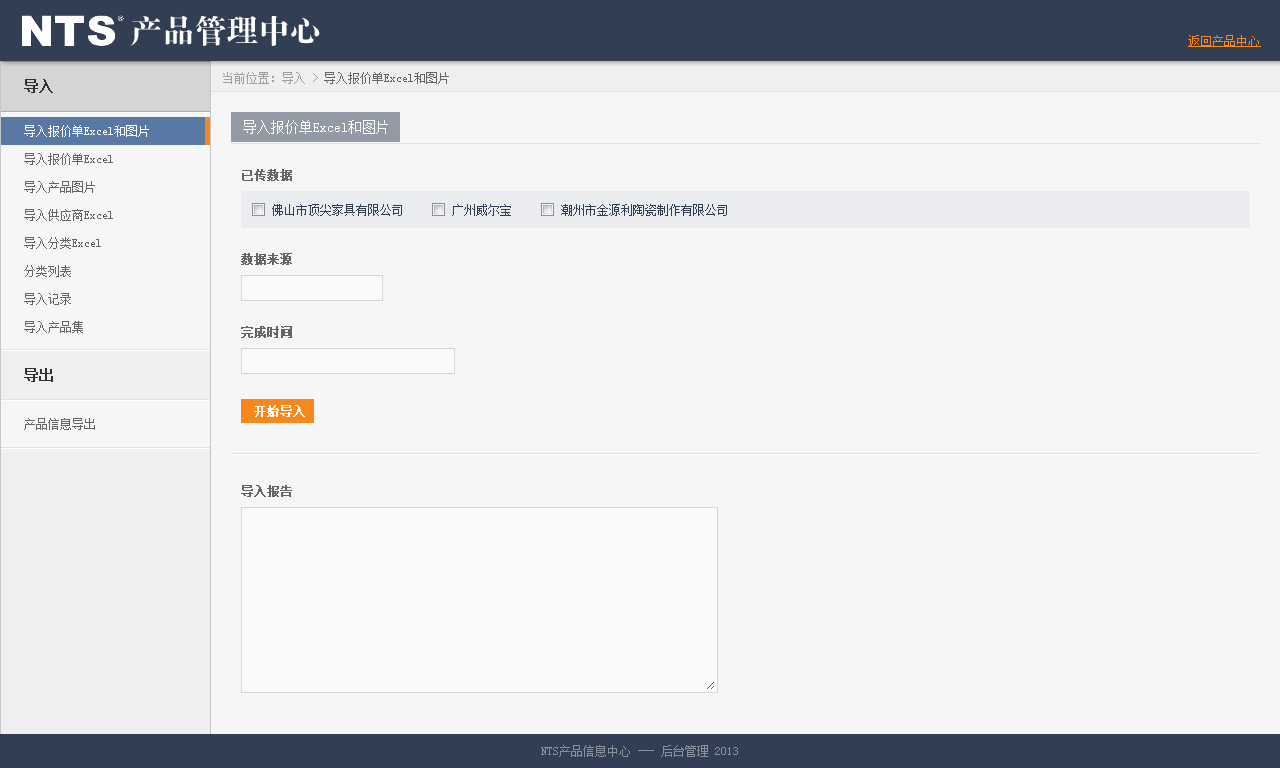 NTS® 产品管理中心
返回产品中心
导入
导入报价单Excel和图片
导入报价单Excel
导入产品图片
导入供应商Excel
导入分类Excel
分类列表
导入记录
导入产品集
导出
产品信息导出
当前位置: 导入 > 导入报价单Excel和图片
导入报价单Excel和图片
已传数据
佛山市顶尖家具有限公司 广州威尔宝 潮州市金源利陶瓷制作有限公司
数据来源
完成时间
开始导入
导入报告
NTS产品信息中心 —— 后台管理 2013